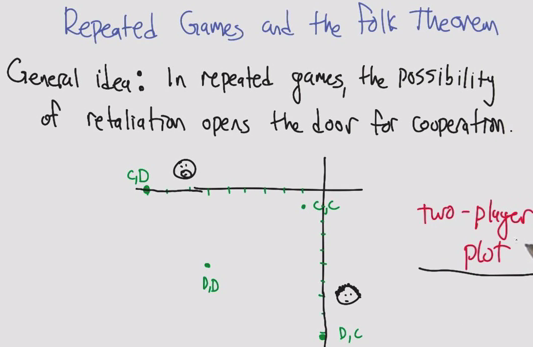 Repeated Games and the Folk Theorem
General idea: In repeated games, the possibility
of retaliation opens the door for cooperation.
C,D
C,C
two-player
plot
D,D
D,C